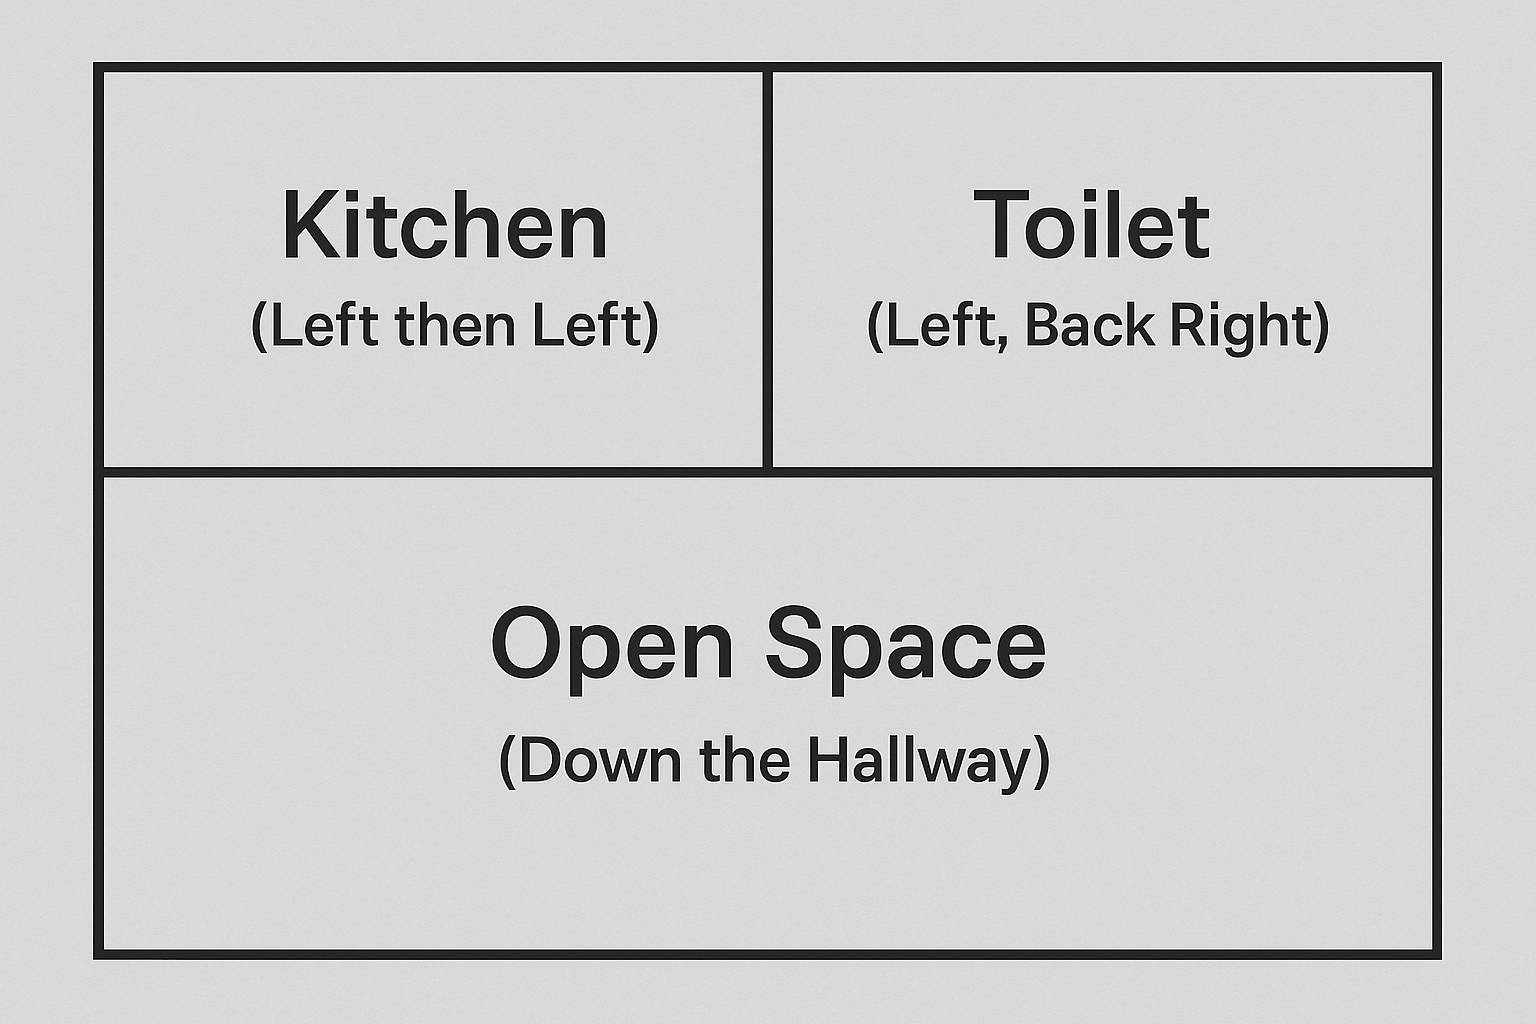 Kitchen
(Left then Left)
Toilet
(Left, Back Right)
Open Space
(Down the Hallway)